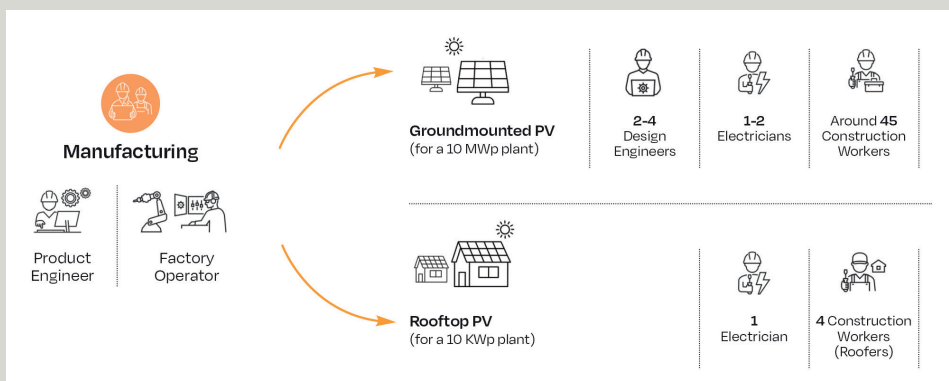 Manufacturing
Product
Engineer
Factory
Operator
Groundmounted PV
(for a 10 MWp plant)
2-4
Design
Engineers
1-2
Electricians
Around 45
Construction
Workers
Rooftop PV
(for a 10 KWp plant)
1
Electrician
4 Construction
Workers
(Roofers)